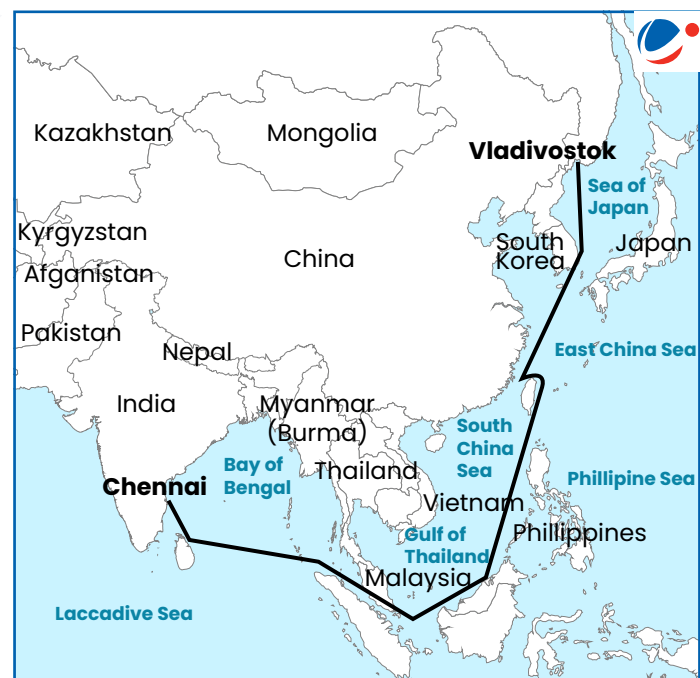 Kazakhstan
Mongolia
Vladivostok
Sea of
Japan
Kyrgyzstan
South
Korea
Japan
China
Afganistan
Pakistan
Nepal
East China Sea
India
Myanmar
(Burma)
South
China
Sea
Bay of
Bengal
Thailand
Phillipine Sea
Chennai
Vietnam
Gulf of
Thailand
Phillippines
Malaysia
Laccadive Sea